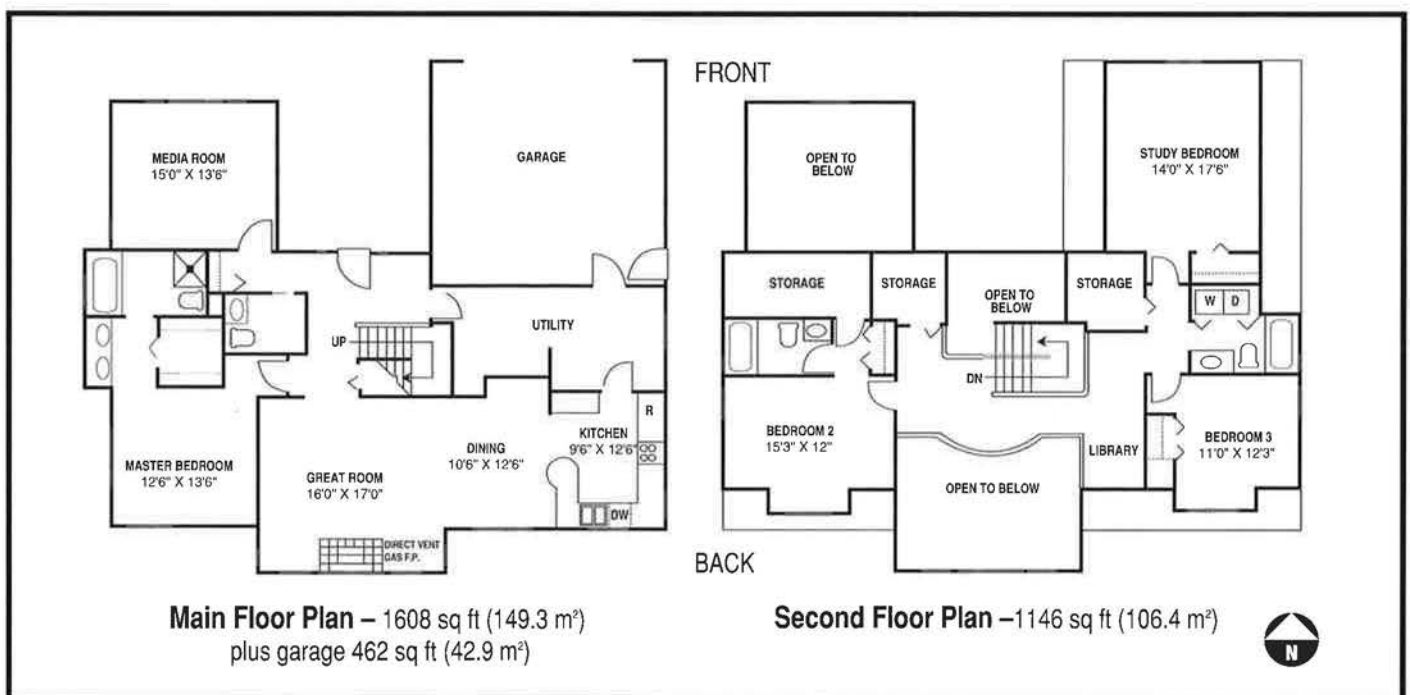 FRONT
MEDIA ROOM
15'0" X 13'6"
GARAGE
UTILITY
UP
R
KITCHEN
9'6" X 12'6"
DINING
10'6" X 12'6"
MASTER BEDROOM
12'6" X 13'6"
GREAT ROOM
16'0" X 17'0"
DW
DIRECT VENT
GAS F.P.
OPEN TO
BELOW
STUDY BEDROOM
14'0" X 17'6"
STORAGE
STORAGE
OPEN TO
BELOW
STORAGE
W D
DN
BEDROOM 2
15'3" X 12"
LIBRARY
BEDROOM 3
11'0" X 12'3"
OPEN TO BELOW
BACK
Main Floor Plan – 1608 sq ft (149.3 m²)
plus garage 462 sq ft (42.9 m²)
Second Floor Plan –1146 sq ft (106.4 m²)
N